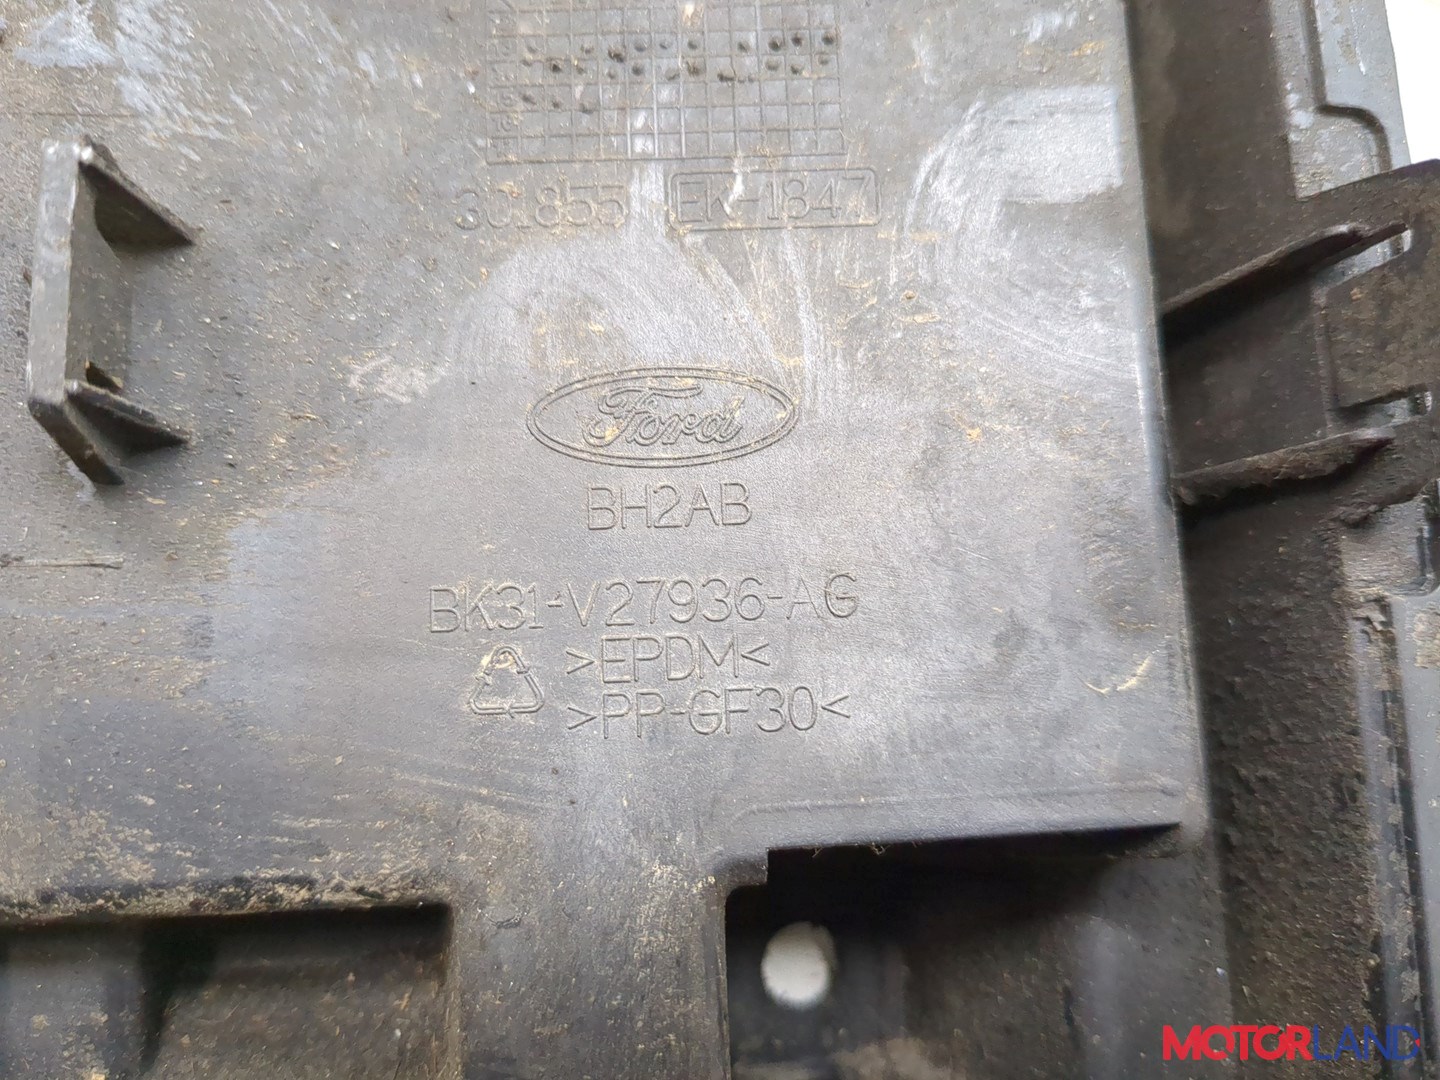 301855 EK-1847
Ford
BH2AB
BK31-V27936-AG
>EPDM<
>PP-GF30<
MOTORLAND